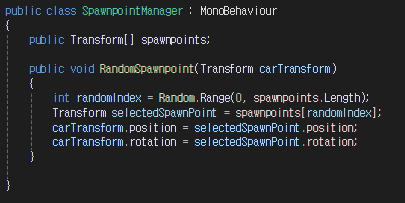 public class SpawnpointManager : MonoBehaviour
{
    public Transform[] spawnpoints;

    public void RandomSpawnpoint(Transform carTransform)
    {
        int randomIndex = Random.Range(0, spawnpoints.Length);
        Transform selectedSpawnPoint = spawnpoints[randomIndex];
        carTransform.position = selectedSpawnPoint.position;
        carTransform.rotation = selectedSpawnPoint.rotation;
    }

}